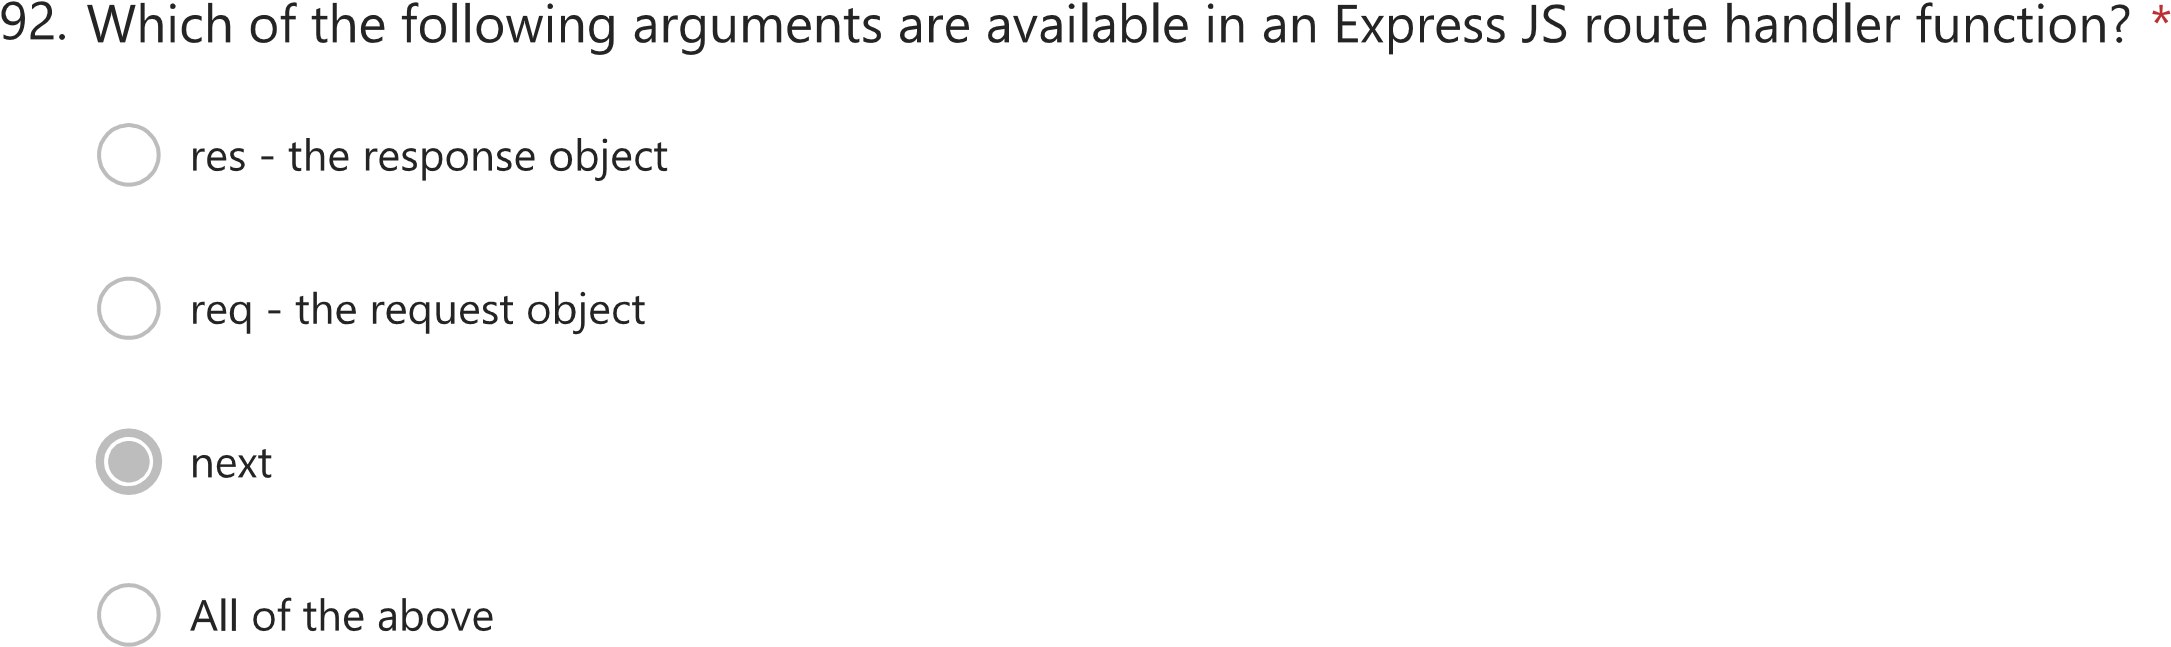 92. Which of the following arguments are available in an Express JS route handler function? *
res - the response object
req - the request object
next
All of the above